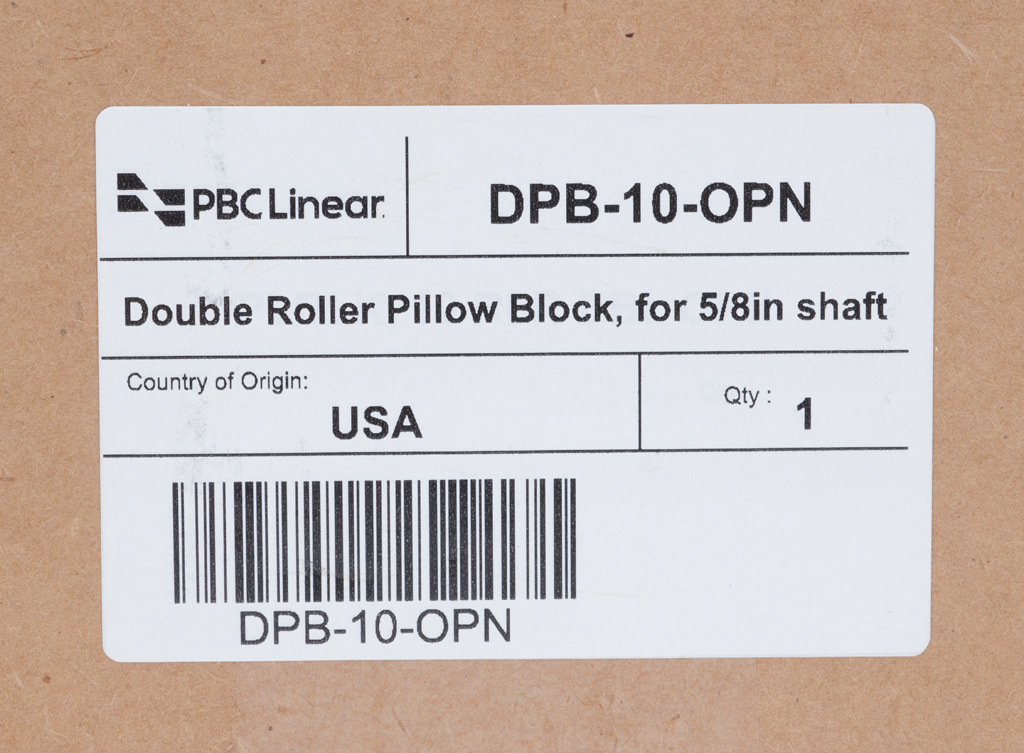 PBC Linear
DPB-10-OPN
Double Roller Pillow Block, for 5/8in shaft
Country of Origin:
USA
Qty : 1
DPB-10-OPN